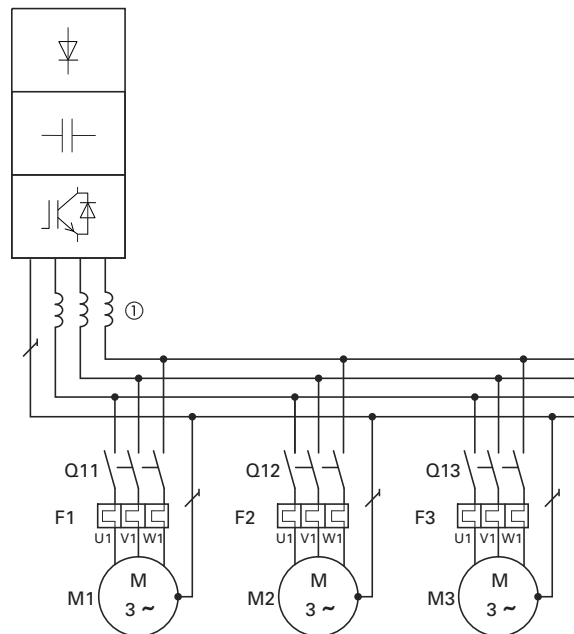 ①
Q11 Q12 Q13
F1 F2 F3
U1 V1 W1 U1 V1 W1 U1 V1 W1
M M M
M1 M2 M3
3 ~ 3 ~ 3 ~